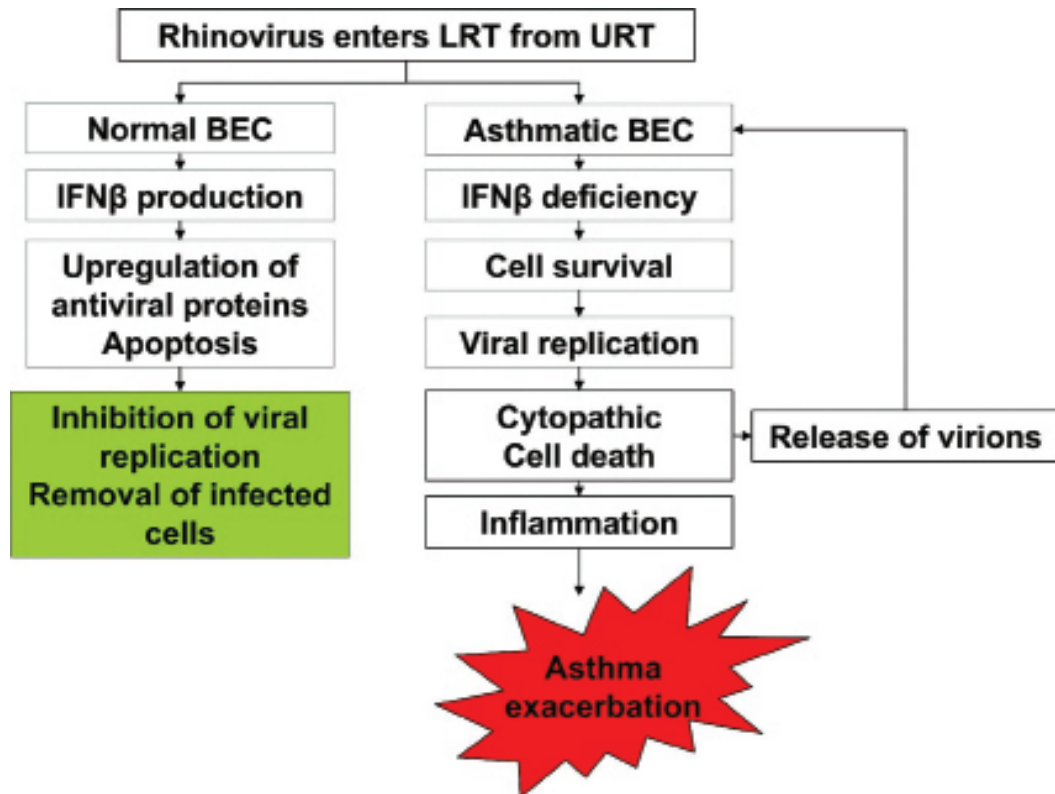 Rhinovirus enters LRT from URT
Normal BEC
IFNβ production
Upregulation of
antiviral proteins
Apoptosis
Inhibition of viral
replication
Removal of infected
cells
Asthmatic BEC
IFNβ deficiency
Cell survival
Viral replication
Cytopathic
Cell death
Release of virions
Inflammation
Asthma
exacerbation